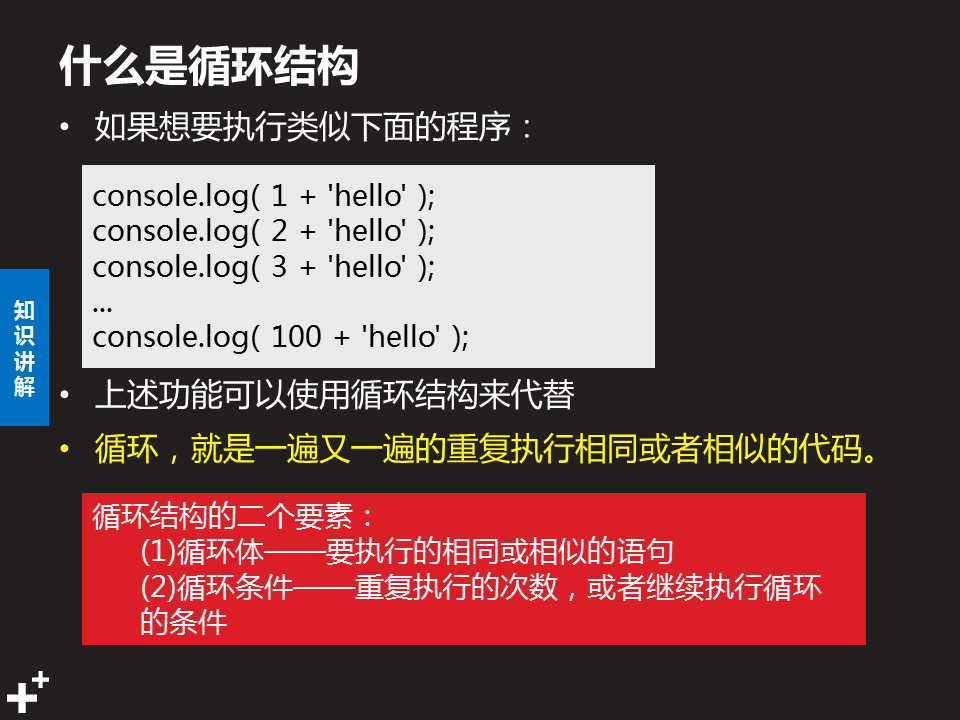 什么是循环结构
• 如果想要执行类似下面的程序：
console.log( 1 + 'hello' );
console.log( 2 + 'hello' );
console.log( 3 + 'hello' );
...
console.log( 100 + 'hello' );
知识讲解
• 上述功能可以使用循环结构来代替
• 循环，就是一遍又一遍的重复执行相同或者相似的代码。
循环结构的二个要素：
(1)循环体——要执行的相同或相似的语句
(2)循环条件——重复执行的次数，或者继续执行循环
的条件